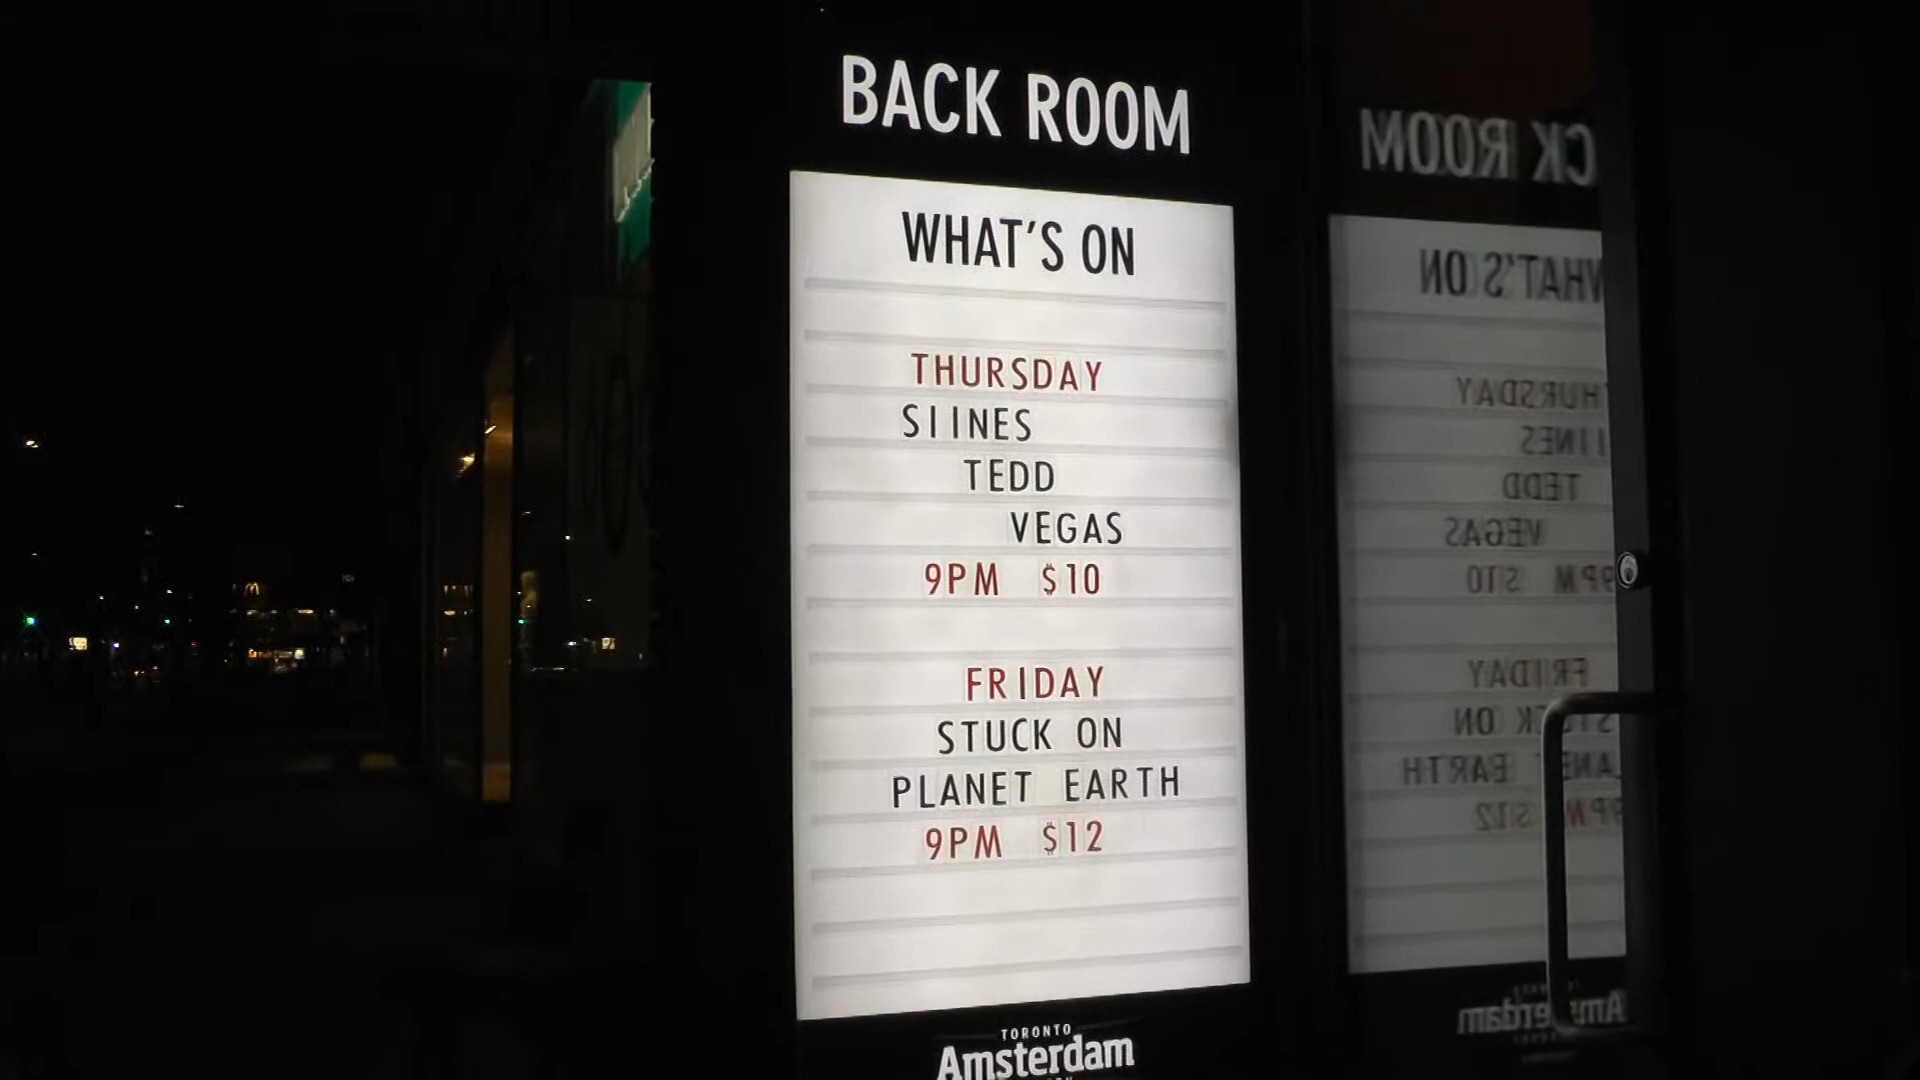 BACK ROOM
WHAT'S ON
THURSDAY
SIINES
TEDD
VEGAS
9PM $10
FRIDAY
STUCK ON
PLANET EARTH
9PM $12
TORONTO
Amsterdam